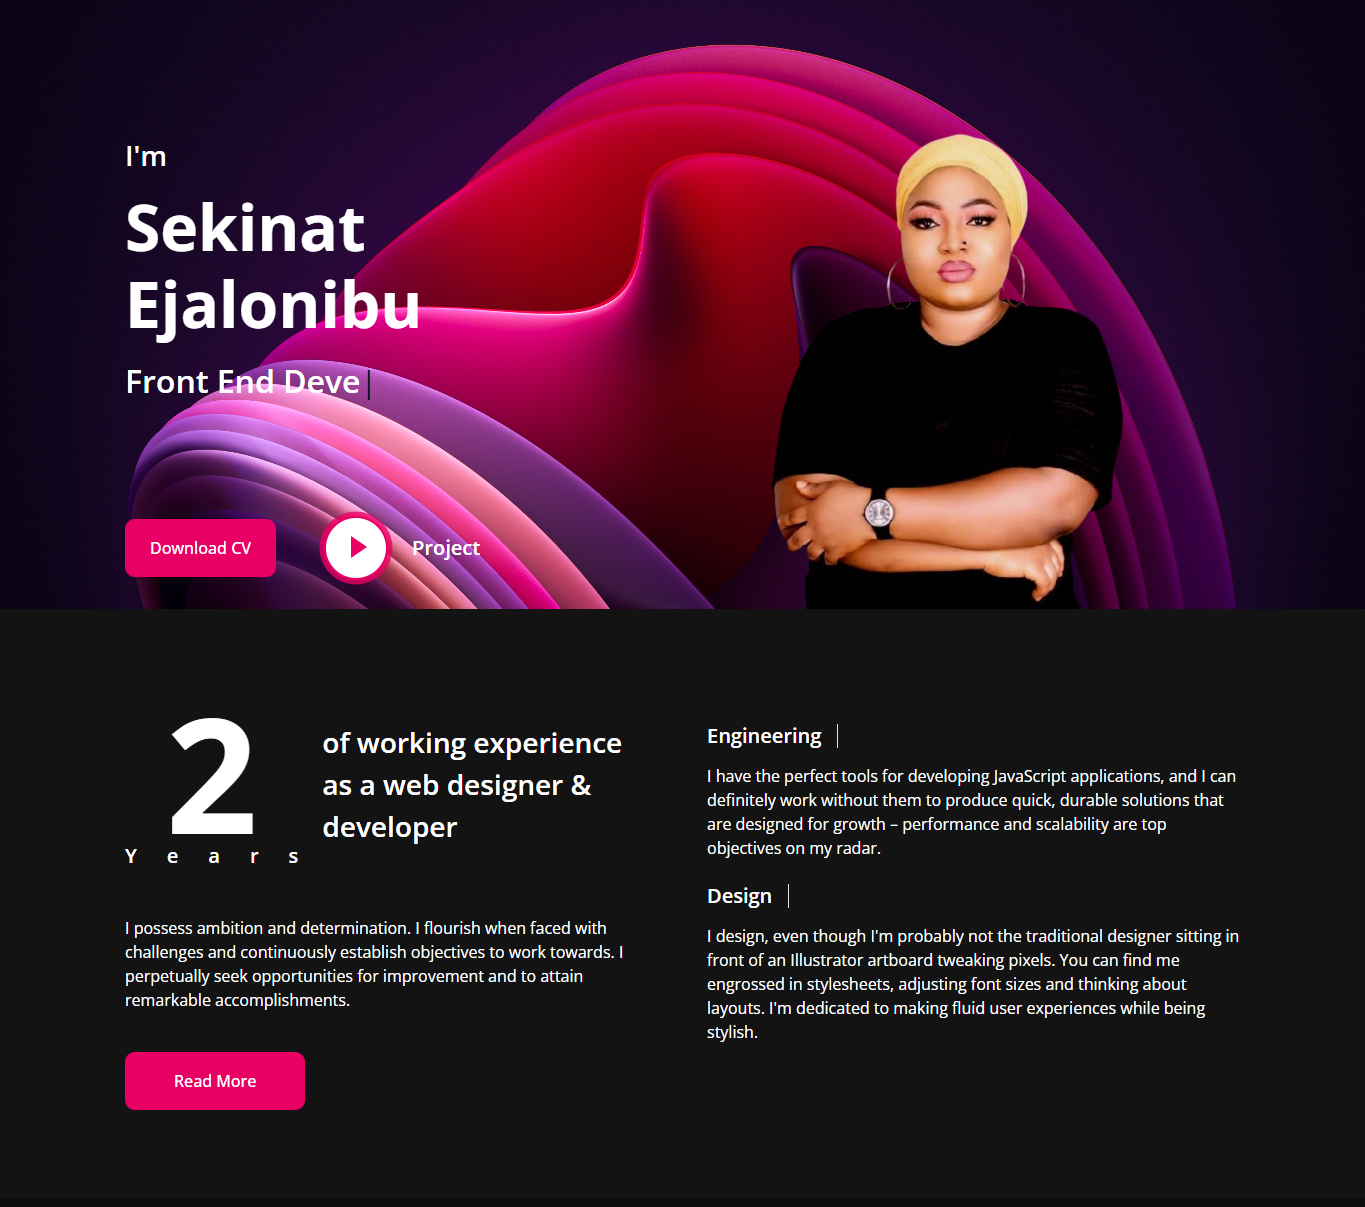 I'm
Sekinat
Ejalonibu
Front End Deve
Download CV
Project
2
Years
of working experience
as a web designer &
developer
I possess ambition and determination. I flourish when faced with
challenges and continuously establish objectives to work towards. I
perpetually seek opportunities for improvement and to attain
remarkable accomplishments.
Read More
Engineering
I have the perfect tools for developing JavaScript applications, and I can
definitely work without them to produce quick, durable solutions that
are designed for growth – performance and scalability are top
objectives on my radar.
Design
I design, even though I'm probably not the traditional designer sitting in
front of an Illustrator artboard tweaking pixels. You can find me
engrossed in stylesheets, adjusting font sizes and thinking about
layouts. I'm dedicated to making fluid user experiences while being
stylish.